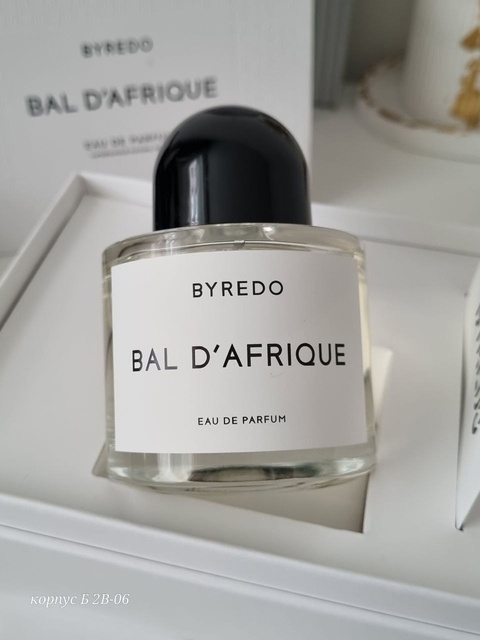 BYREDO
BAL D'AFRIQUE
EAU DE PARFUM
BYREDO
BAL D'AFRIQUE
EAU DE PARFUM
корпус Б 2В-06